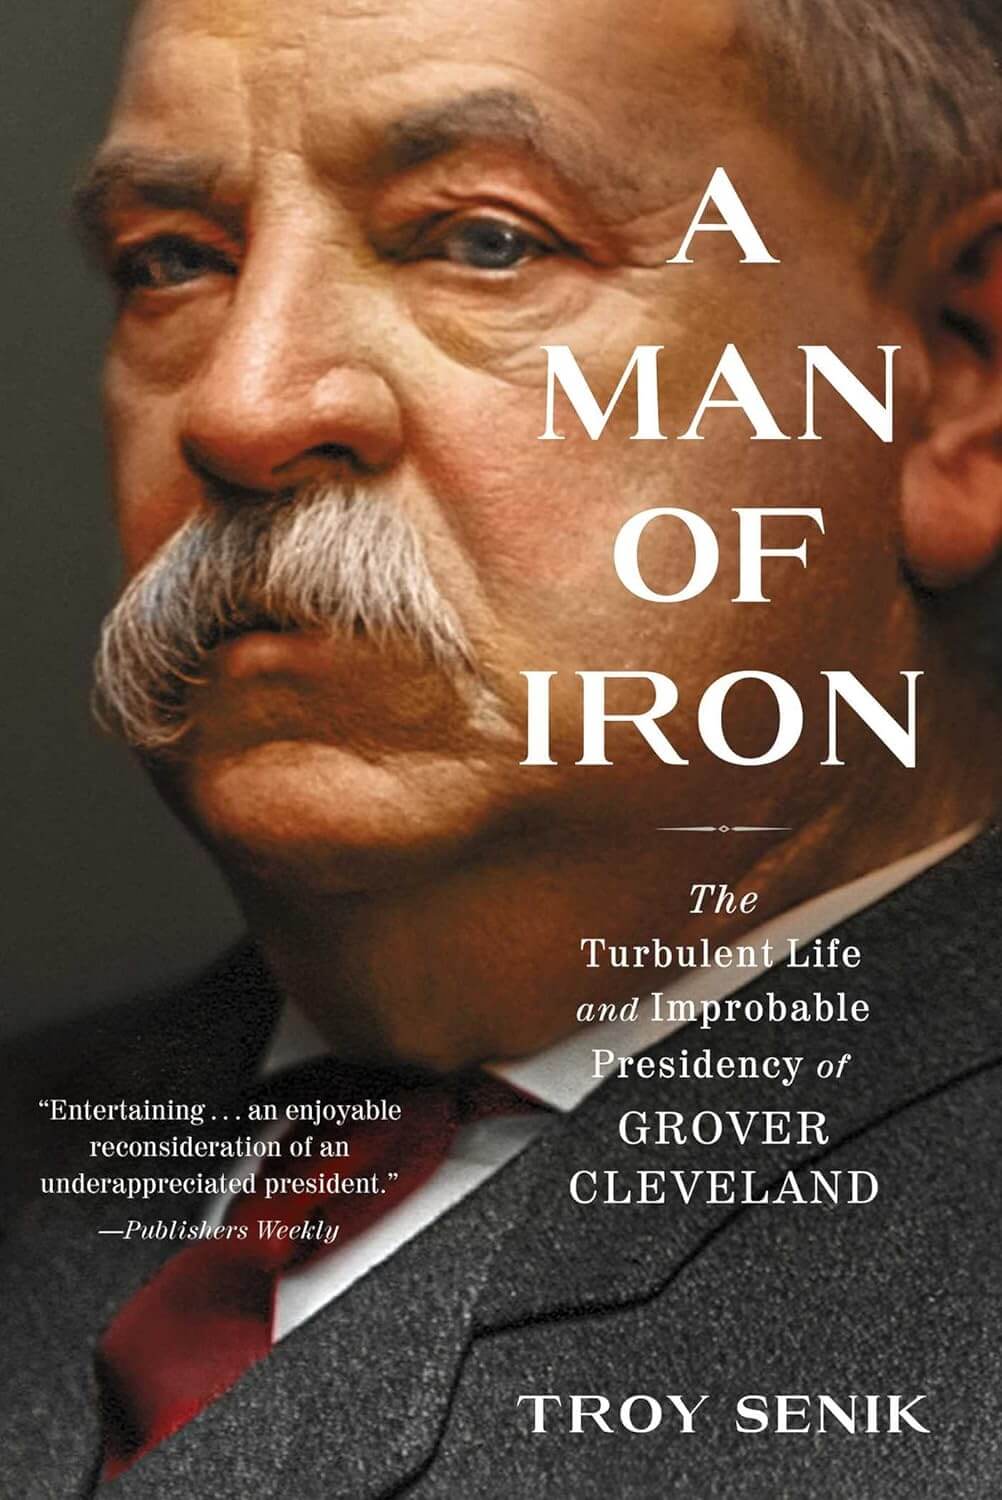 A
MAN
OF
IRON
The
Turbulent Life
and Improbable
Presidency of
GROVER
CLEVELAND
“Entertaining . . . an enjoyable
reconsideration of an
underappreciated president.”
—Publishers Weekly
TROY SENIK